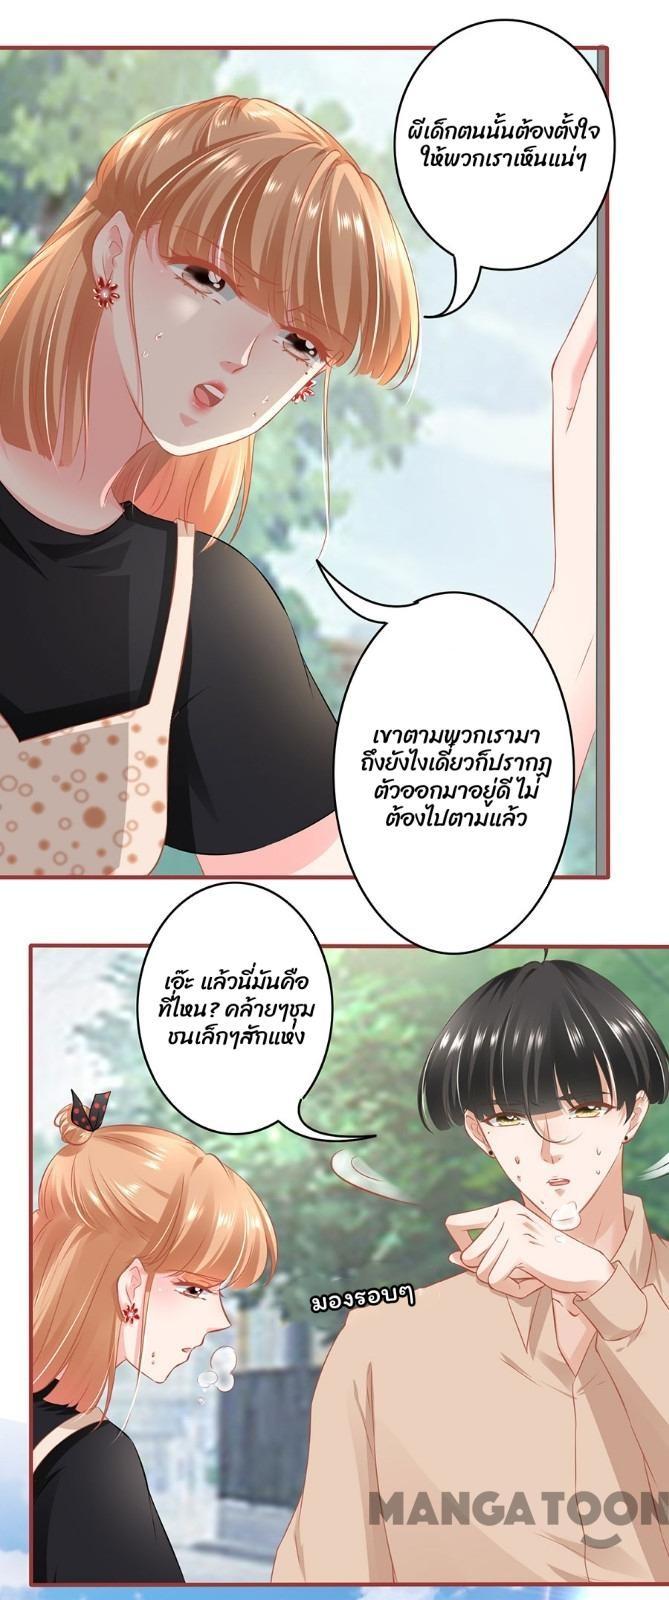 ผีเด็กตนนั้นต้องตั้งใจ
ให้พวกเราเห็นแน่ๆ
เขาตามพวกเรามา
ถึงยังไงเดี๋ยวก็ปรากฏ
ตัวออกมาอยู่ดี ไม่
ต้องไปตามแล้ว
เอ๊ะ แล้วนี่มันคือ
ที่ไหน? คล้ายๆชุม
ชนเล็กๆสักแห่ง
มองรอบๆ
MANGATOON